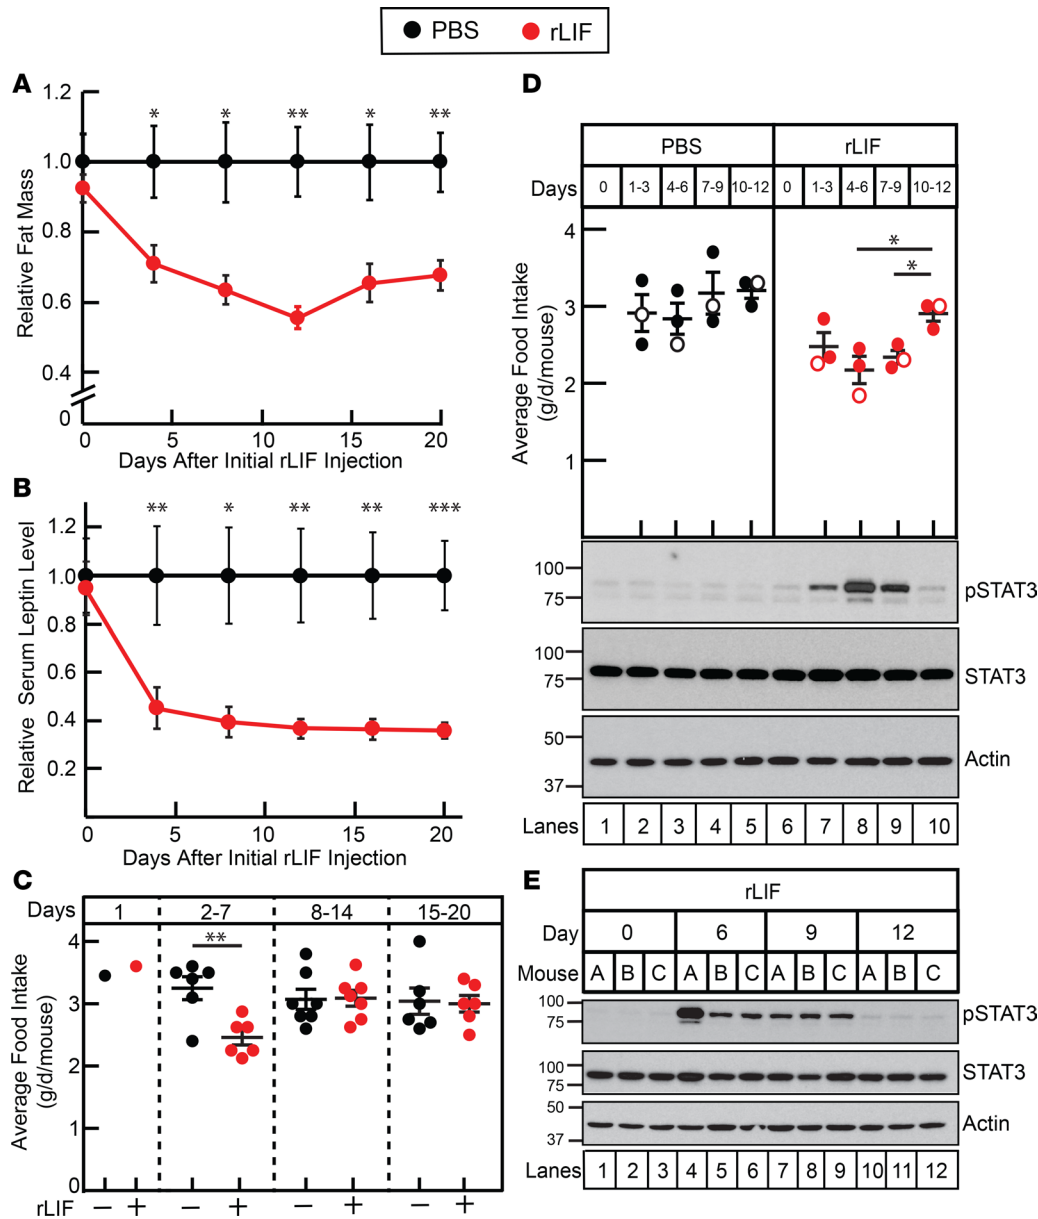 PBS rLIF
A
* * ** * **
Relative Fat Mass
1.2
1.0
0.8
0.6
0.4
0
0 5 10 15 20
Days After Initial rLIF Injection
B
** * ** ** ***
Relative Serum Leptin Level
1.2
1.0
0.8
0.6
0.4
0.2
0 5 10 15 20
Days After Initial rLIF Injection
C
Days 1 2-7 8-14 15-20
**
Average Food Intake
(g/d/mouse)
4
3
2
1
0
rLIF − + − + − + − +
D
PBS rLIF
Days 0 1-3 4-6 7-9 10-12 0 1-3 4-6 7-9 10-12
Average Food Intake
(g/d/mouse)
4
3
2
1
*
*
100
75
pSTAT3
100
75
STAT3
50
37
Actin
Lanes 1 2 3 4 5 6 7 8 9 10
E
rLIF
Day 0 6 9 12
Mouse A B C A B C A B C A B C
100
75
pSTAT3
100
75
STAT3
50
37
Actin
Lanes 1 2 3 4 5 6 7 8 9 10 11 12